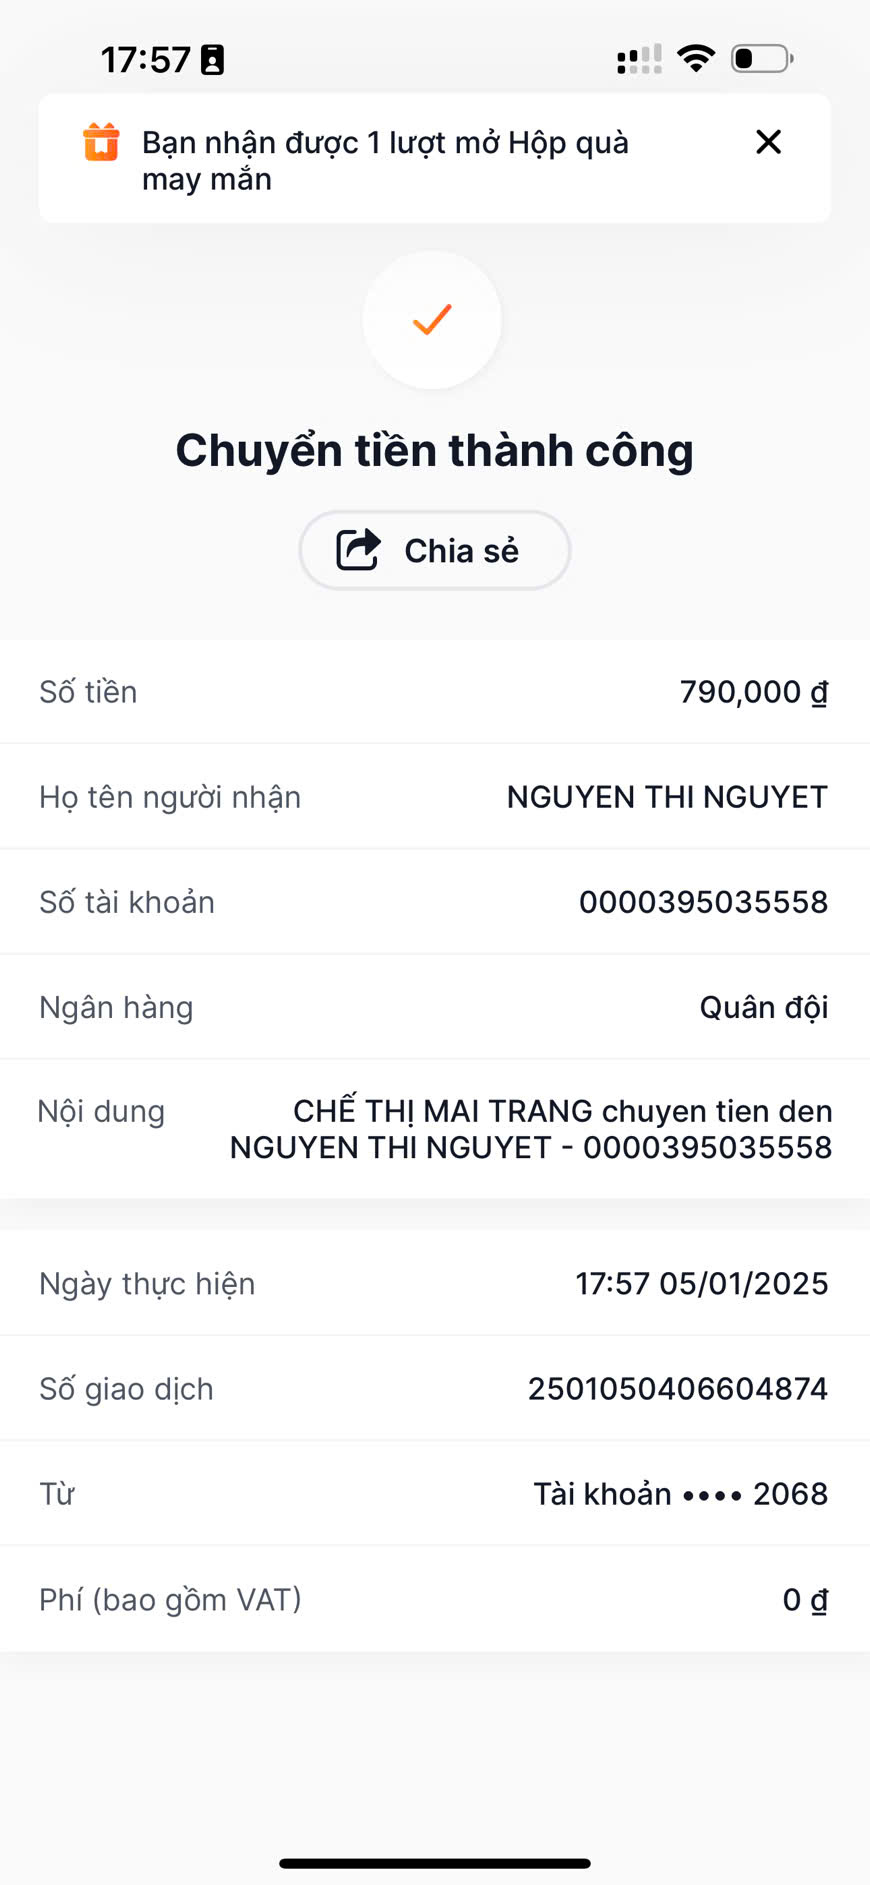 17:57
Bạn nhận được 1 lượt mở Hộp quà
may mắn
Chuyển tiền thành công
Chia sẻ
Số tiền 790,000 ₫
Họ tên người nhận NGUYEN THI NGUYET
Số tài khoản 0000395035558
Ngân hàng Quân đội
Nội dung CHẾ THỊ MAI TRANG chuyen tien den
NGUYEN THI NGUYET - 0000395035558
Ngày thực hiện 17:57 05/01/2025
Số giao dịch 2501050406604874
Từ Tài khoản •••• 2068
Phí (bao gồm VAT) 0 ₫